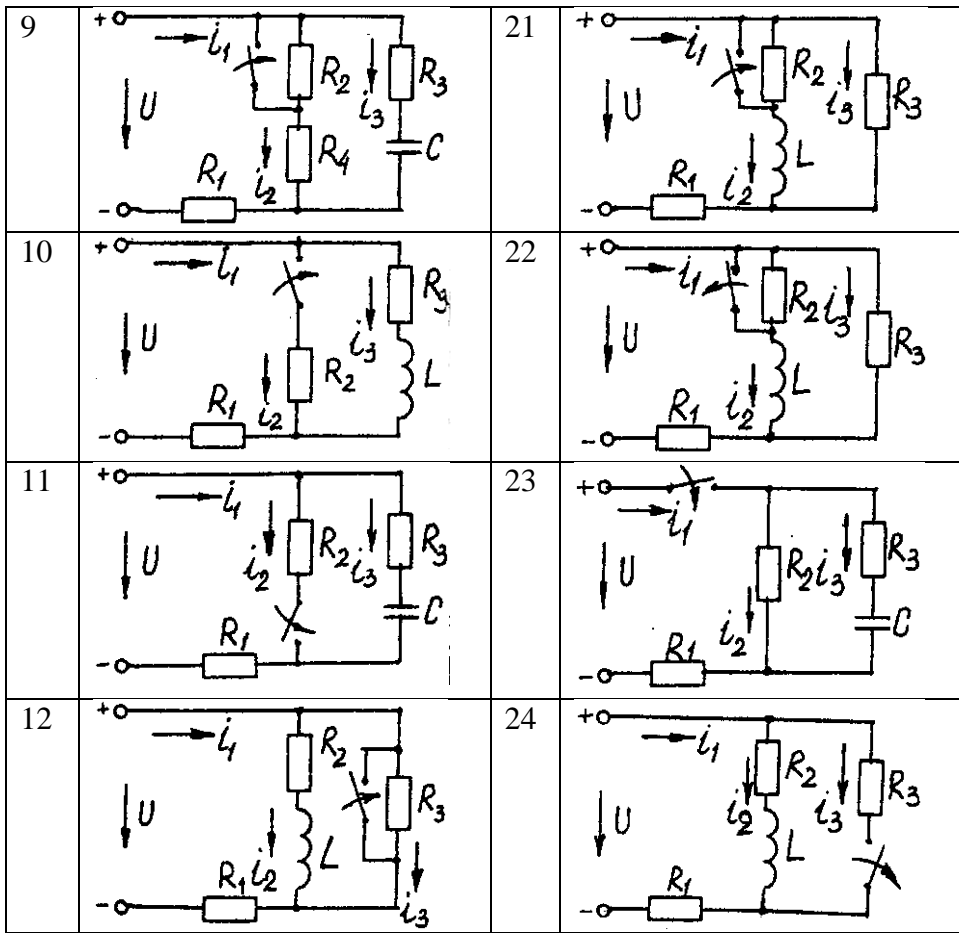 9
+
i1
R2
i3
R3
U
i2
R4
C
R1
-
21
+
i1
R2
i3
R3
U
i2
L
R1
-
10
+
i1
R3
U
i3
L
i2
R2
R1
-
22
+
i1
R2
i3
U
R3
i2
L
R1
-
11
+
i1
U
i2
R2
i3
R3
C
R1
-
23
+
i1
U
R2
i3
R3
i2
C
R1
-
12
+
i1
R2
U
R3
i2
L
R1
-
i3
24
+
i1
R2
i2
i3
R3
U
L
R1
-